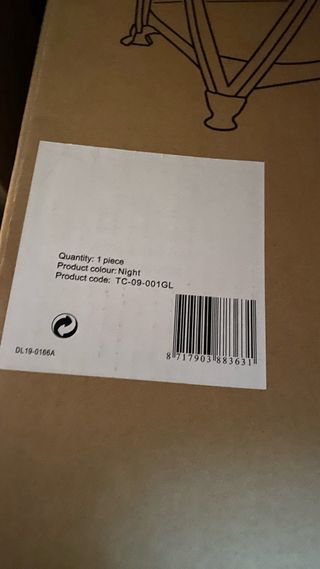 Quantity: 1 piece
Product colour: Night
Product code: TC-09-001GL
DL19-0166A
8 717903 883631